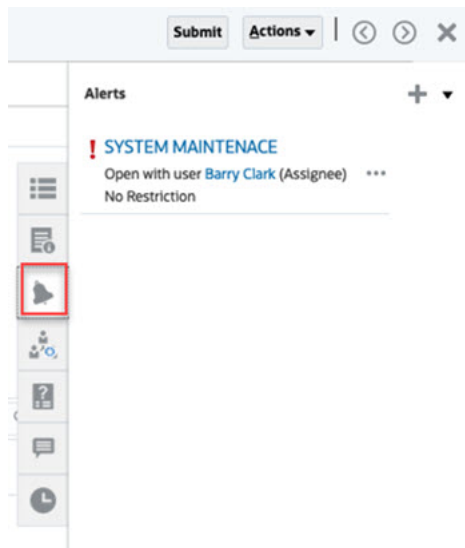 Submit Actions
Alerts
! SYSTEM MAINTENACE
Open with user Barry Clark (Assignee)
No Restriction